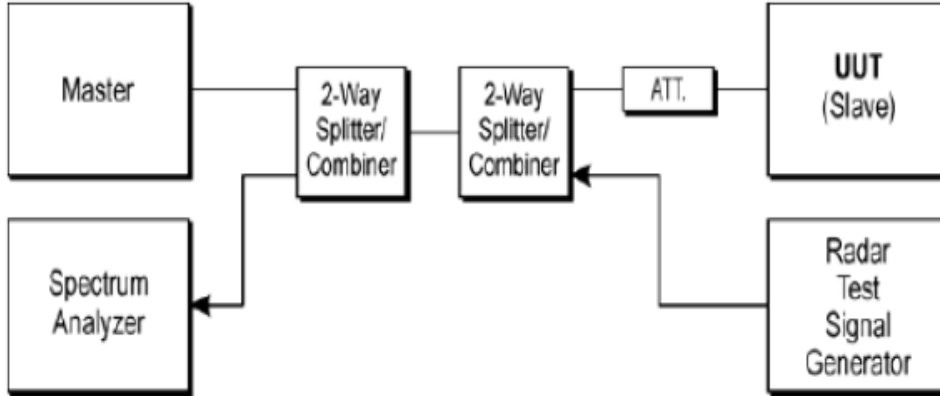 Master
2-Way
Splitter/
Combiner
2-Way
Splitter/
Combiner
ATT.
UUT
(Slave)
Spectrum
Analyzer
Radar
Test
Signal
Generator